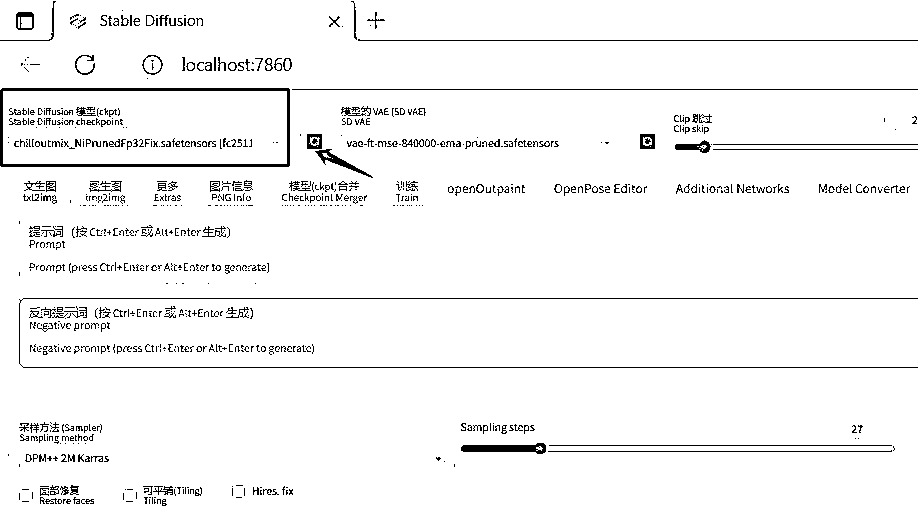 Stable Diffusion
localhost:7860
Stable Diffusion 模型(ckpt)
Stable Diffusion checkpoint
chilloutmix_NiPrunedFp32Fix.safetensors [fc2511
模型的 VAE (SD VAE)
SD VAE
vae-ft-mse-840000-ema-pruned.safetensors
Clip 跳过
Clip skip
2
文生图 图生图 更多 图片信息 模型(ckpt)合并 训练
txt2img img2img Extras PNG Info Checkpoint Merger Train openOutpaint OpenPose Editor Additional Networks Model Converter
提示词（按 Ctrl+Enter 或 Alt+Enter 生成）
Prompt
Prompt (press Ctrl+Enter or Alt+Enter to generate)
反向提示词（按 Ctrl+Enter 或 Alt+Enter 生成）
Negative prompt
Negative prompt (press Ctrl+Enter or Alt+Enter to generate)
采样方法 (Sampler)
Sampling method
DPM++ 2M Karras
Sampling steps
27
面部修复
Restore faces
可平铺(Tiling)
Tiling
Hires. fix